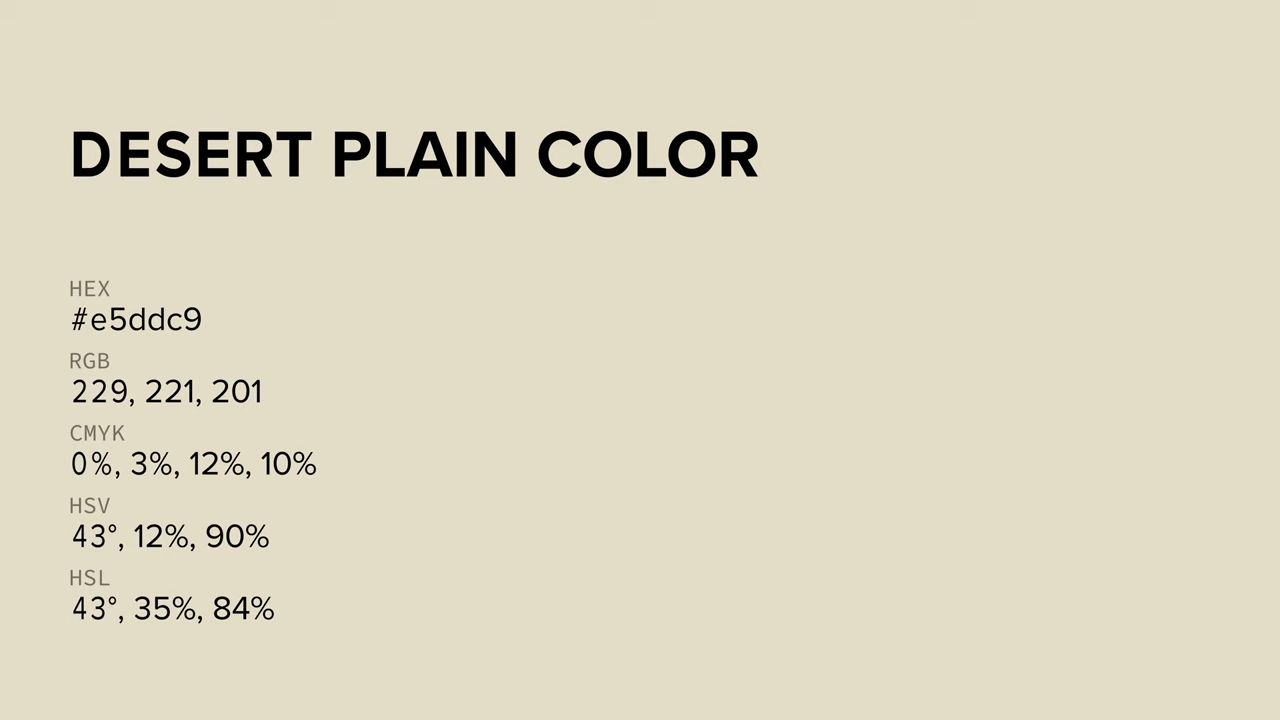 DESERT PLAIN COLOR
HEX
#e5ddc9
RGB
229, 221, 201
CMYK
0%, 3%, 12%, 10%
HSV
43°, 12%, 90%
HSL
43°, 35%, 84%